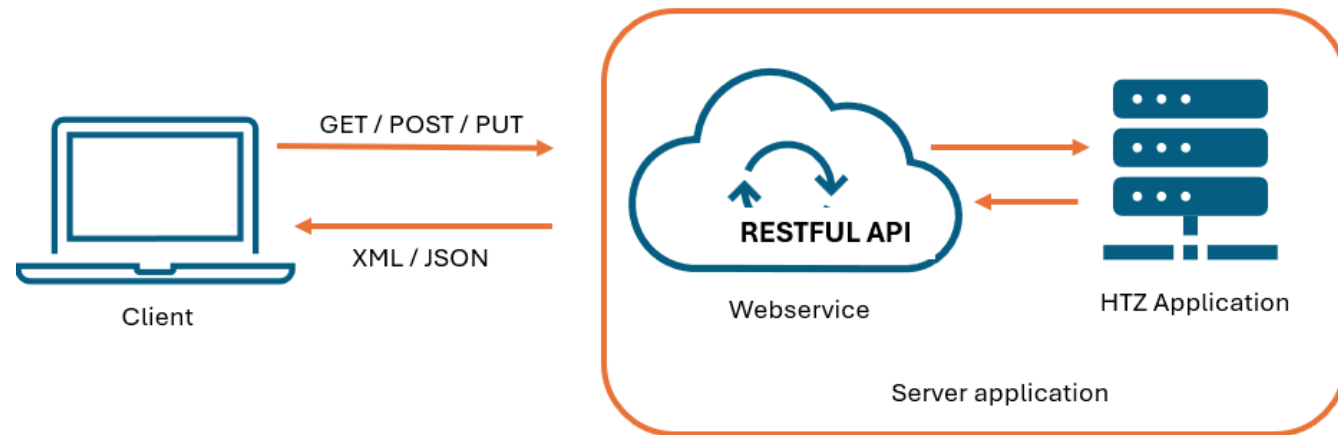 GET / POST / PUT
XML / JSON
Client
RESTFUL API
Webservice
HTZ Application
Server application